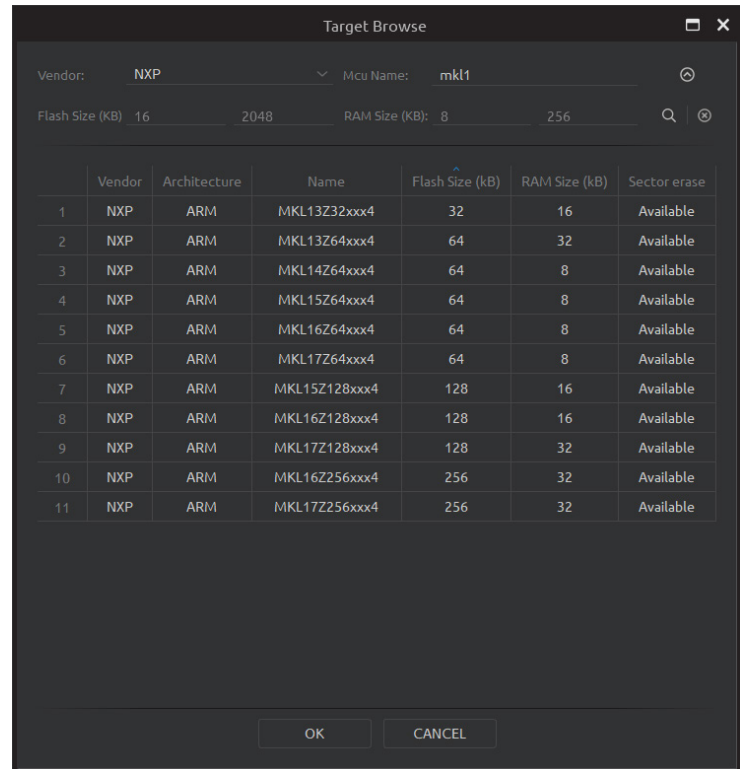 Target Browse
Vendor: NXP Mcu Name: mkl1
Flash Size (KB) 16 2048 RAM Size (KB): 8 256
Vendor Architecture Name Flash Size (kB) RAM Size (kB) Sector erase
1 NXP ARM MKL13Z32xxx4 32 16 Available
2 NXP ARM MKL13Z64xxx4 64 32 Available
3 NXP ARM MKL14Z64xxx4 64 8 Available
4 NXP ARM MKL15Z64xxx4 64 8 Available
5 NXP ARM MKL16Z64xxx4 64 8 Available
6 NXP ARM MKL17Z64xxx4 64 8 Available
7 NXP ARM MKL15Z128xxx4 128 16 Available
8 NXP ARM MKL16Z128xxx4 128 16 Available
9 NXP ARM MKL17Z128xxx4 128 32 Available
10 NXP ARM MKL16Z256xxx4 256 32 Available
11 NXP ARM MKL17Z256xxx4 256 32 Available
OK CANCEL